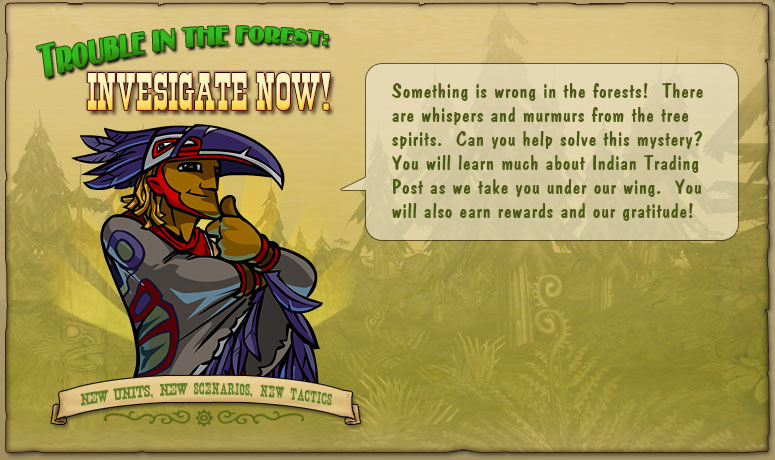 TROUBLE IN THE FOREST:
INVESIGATE NOW!
Something is wrong in the forests! There
are whispers and murmurs from the tree
spirits. Can you help solve this mystery?
You will learn much about Indian Trading
Post as we take you under our wing. You
will also earn rewards and our gratitude!
NEW UNITS, NEW SCENARIOS, NEW TACTICS